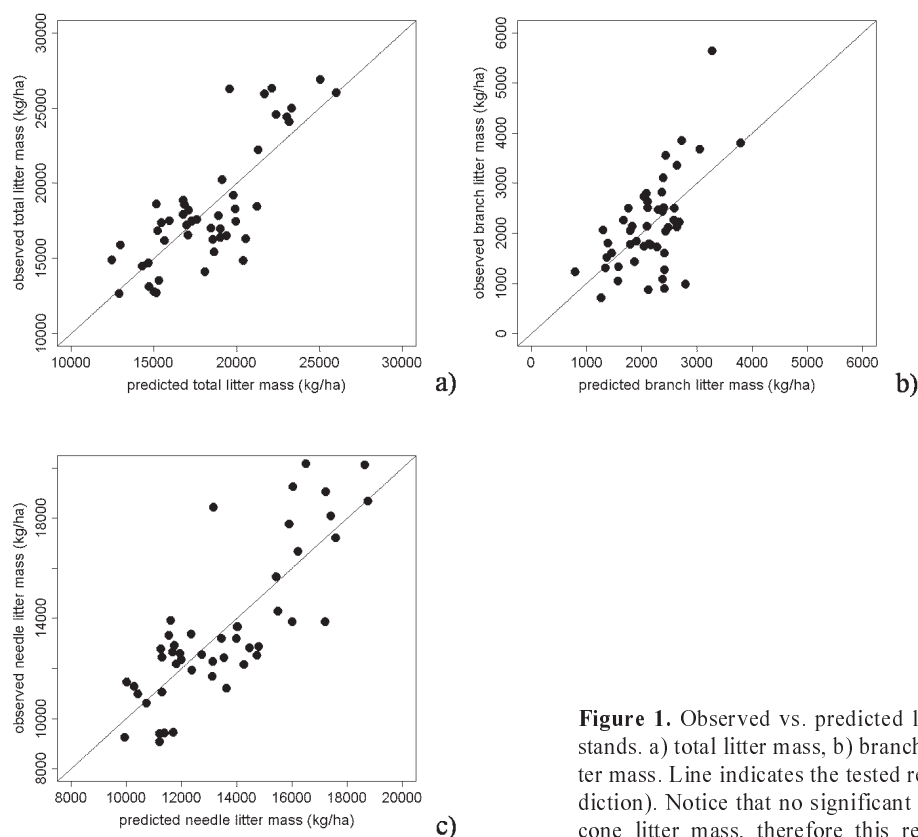 observed total litter mass (kg/ha)
10000 15000 20000 25000 30000
10000 15000 20000 25000 30000
predicted total litter mass (kg/ha)
a)
observed branch litter mass (kg/ha)
0 1000 2000 3000 4000 5000 6000
0 1000 2000 3000 4000 5000 6000
predicted branch litter mass (kg/ha)
b)
observed needle litter mass (kg/ha)
8000 10000 14000 18000
8000 10000 12000 14000 16000 18000 20000
predicted needle litter mass (kg/ha)
c)
Figure 1. Observed vs. predicted l
stands. a) total litter mass, b) branch
ter mass. Line indicates the tested re
diction). Notice that no significant
cone litter mass, therefore this re